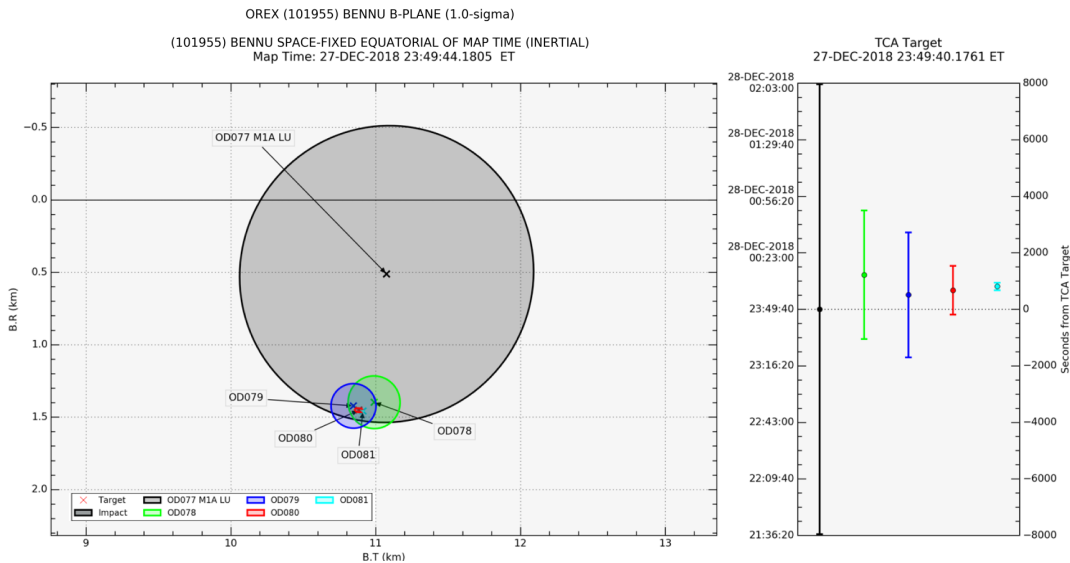 OREX (101955) BENNU B-PLANE (1.0-sigma)
(101955) BENNU SPACE-FIXED EQUATORIAL OF MAP TIME (INERTIAL)
Map Time: 27-DEC-2018 23:49:44.1805 ET
TCA Target
27-DEC-2018 23:49:40.1761 ET
OD077 M1A LU
OD079
OD080
OD081
OD078
−0.5
0.0
0.5
1.0
1.5
2.0
B.R (km)
9
10
11
12
13
B.T (km)
Target
Impact
OD077 M1A LU
OD078
OD079
OD080
OD081
28-DEC-2018
02:03:00
28-DEC-2018
01:29:40
28-DEC-2018
00:56:20
28-DEC-2018
00:23:00
23:49:40
23:16:20
22:43:00
22:09:40
21:36:20
8000
6000
4000
2000
0
−2000
−4000
−6000
−8000
Seconds from TCA Target